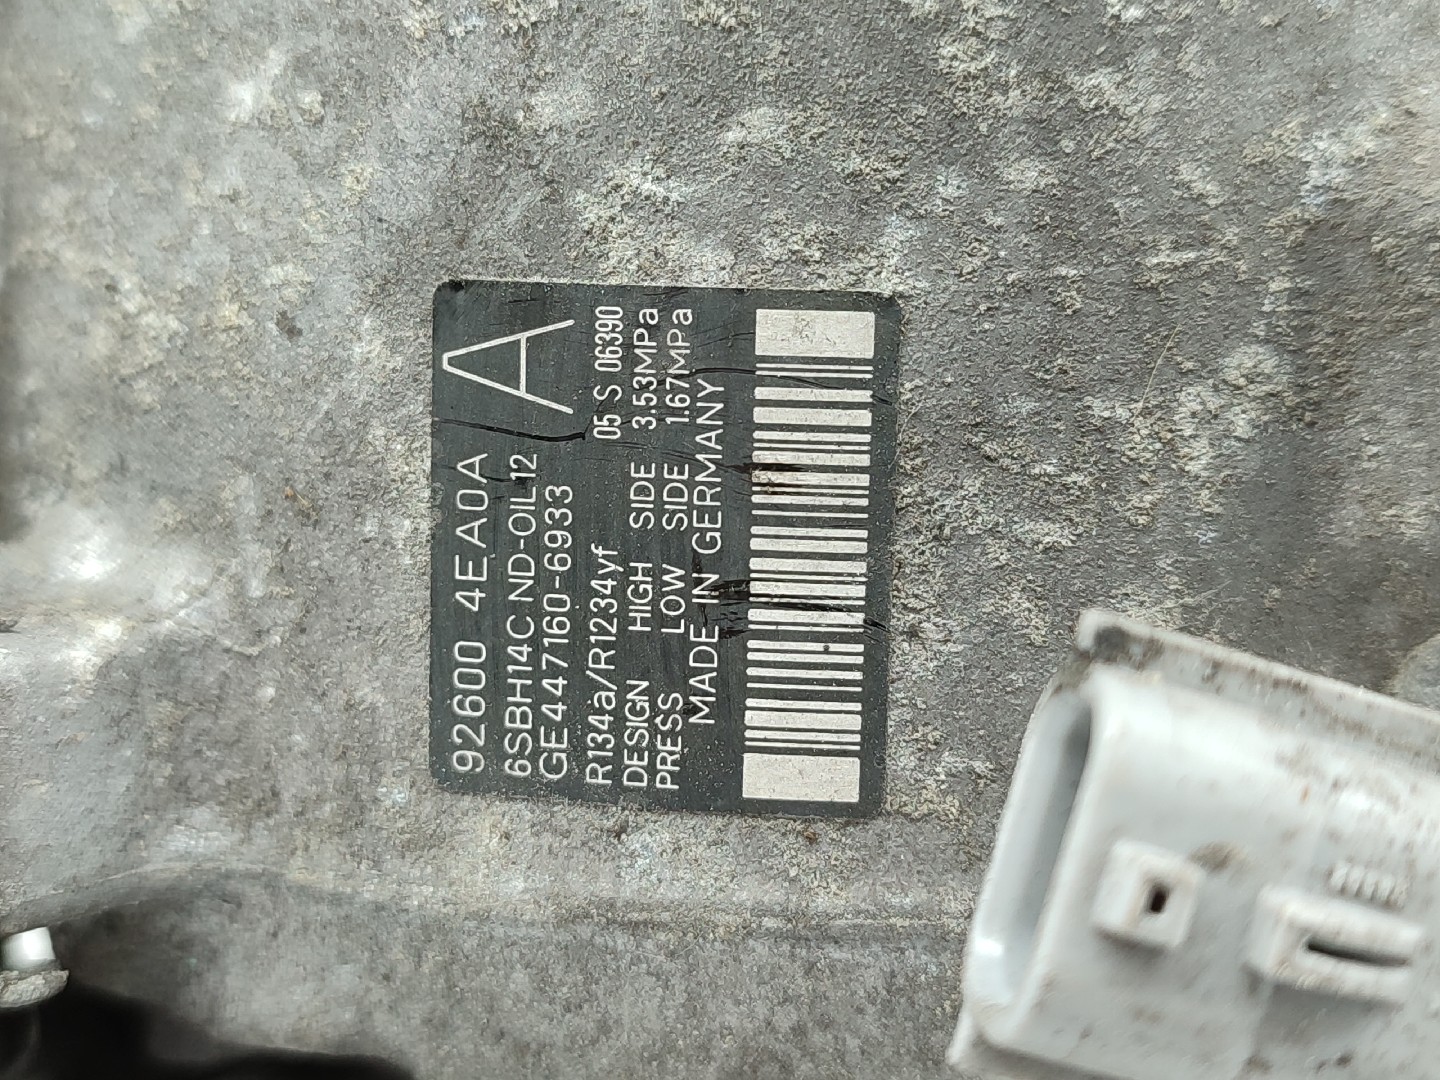 92600 4EA0A A
6SBH14C ND-OIL12
GE447160-6933
05 S 06390
R134a/R1234yf
DESIGN HIGH SIDE 3.53MPa
PRESS LOW SIDE 1.67MPa
MADE IN GERMANY